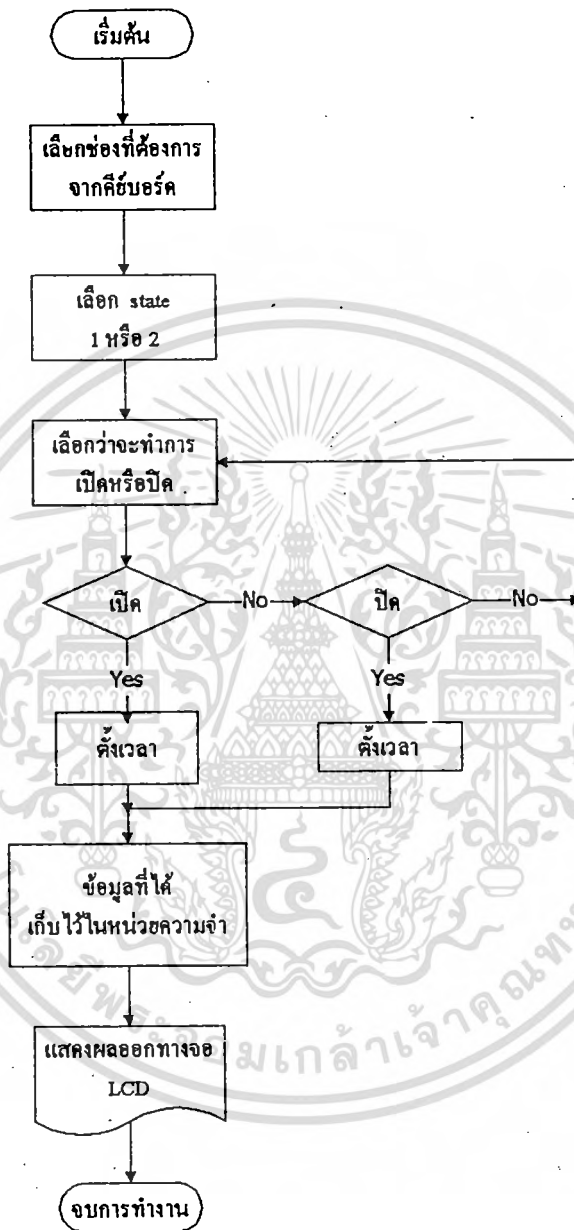 เริ่มต้น
เลือกช่องที่ต้องการ
จากคีย์บอร์ด
เลือก state
1 หรือ 2
เลือกว่าจะทำการ
เปิดหรือปิด
เปิด
No
ปิด
No
Yes
Yes
ตั้งเวลา
ตั้งเวลา
ข้อมูลที่ได้
เก็บไว้ในหน่วยความจำ
แสดงผลออกทางจอ
LCD
จบการทำงาน